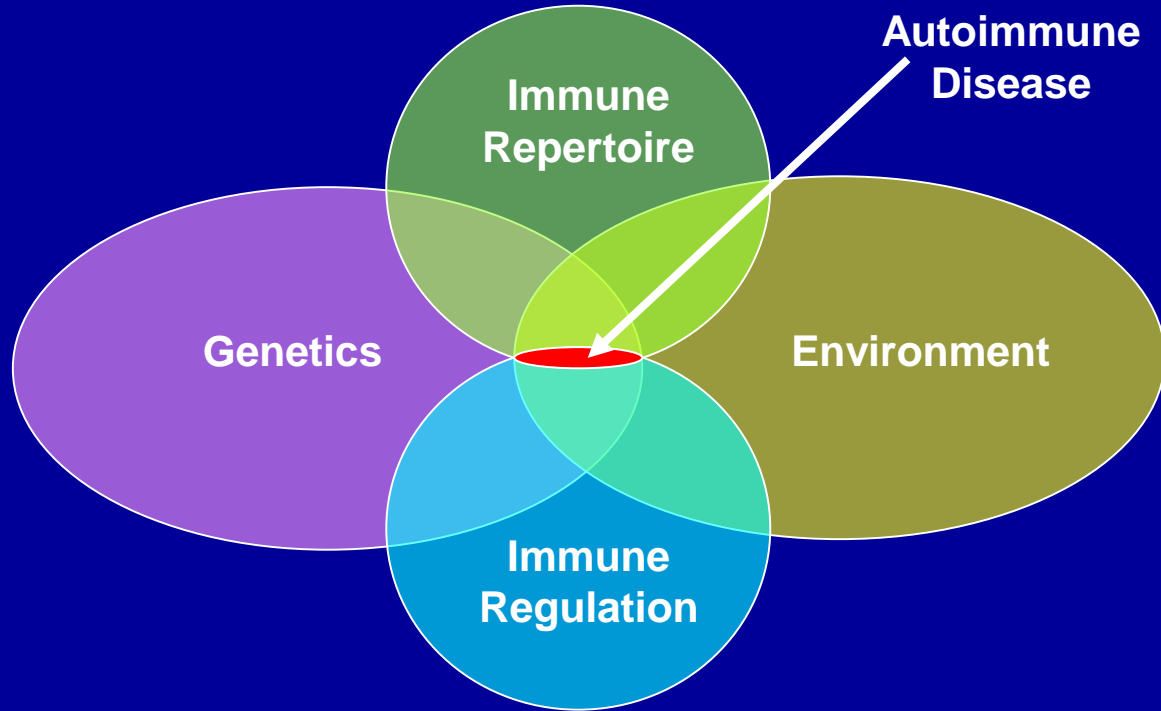 Autoimmune
Disease
Immune
Repertoire
Genetics
Environment
Immune
Regulation